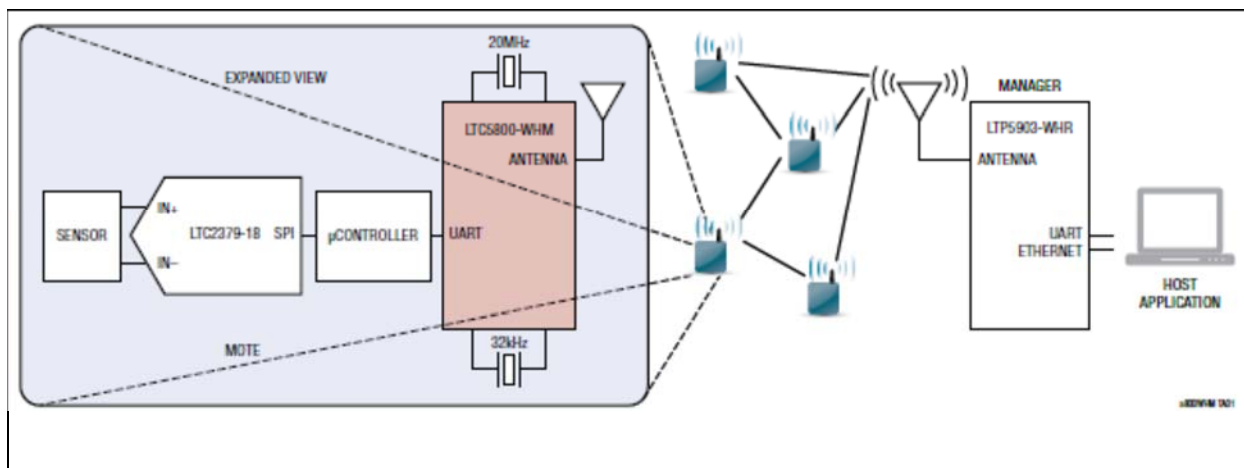 20MHz
EXPANDED VIEW
MANAGER
LTC5800-WHM
LTP5903-WHR
ANTENNA
ANTENNA
IN+
SENSOR
LTC2379-18
SPI
µCONTROLLER
UART
UART
ETHERNET
IN–
HOST
APPLICATION
32kHz
MOTE